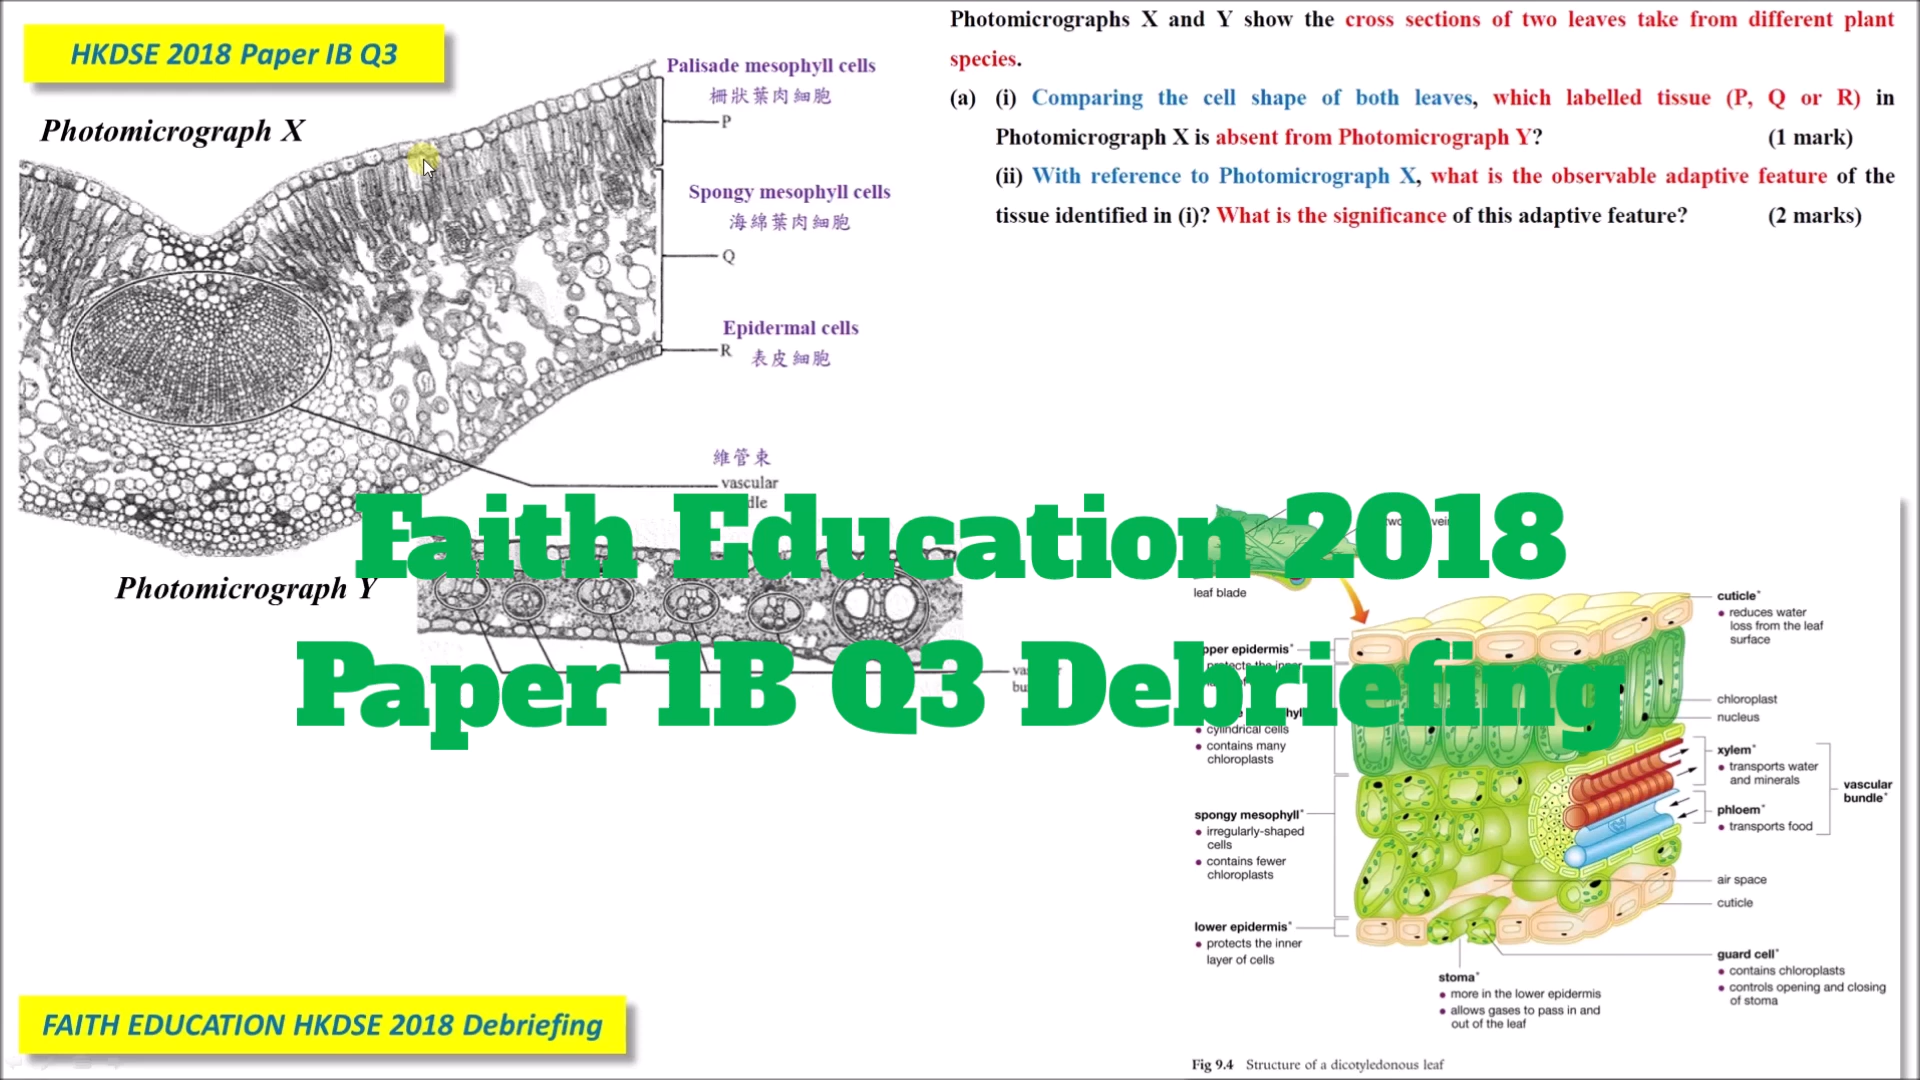 HKDSE 2018 Paper IB Q3
Photomicrograph X
Palisade mesophyll cells
柵狀葉肉細胞
P
Spongy mesophyll cells
海綿葉肉細胞
Q
Epidermal cells
R
表皮細胞
維管束
vascular
Photomicrograph Y
Photomicrographs X and Y show the cross sections of two leaves take from different plant
species.
(a) (i) Comparing the cell shape of both leaves, which labelled tissue (P, Q or R) in
Photomicrograph X is absent from Photomicrograph Y? (1 mark)
(ii) With reference to Photomicrograph X, what is the observable adaptive feature of the
tissue identified in (i)? What is the significance of this adaptive feature? (2 marks)
Faith Education 2018
Paper 1B Q3 Debriefing
leaf blade
cuticle*
• reduces water
loss from the leaf
surface
epidermis*
chloroplast
nucleus
• cylindrical cells
• contains many
chloroplasts
xylem*
• transports water
and minerals
vascular
bundle*
phloem*
• transports food
spongy mesophyll*
• irregularly-shaped
cells
• contains fewer
chloroplasts
air space
cuticle
lower epidermis*
• protects the inner
layer of cells
guard cell*
• contains chloroplasts
• controls opening and closing
of stoma
stoma*
• more in the lower epidermis
• allows gases to pass in and
out of the leaf
Fig 9.4 Structure of a dicotyledonous leaf
FAITH EDUCATION HKDSE 2018 Debriefing